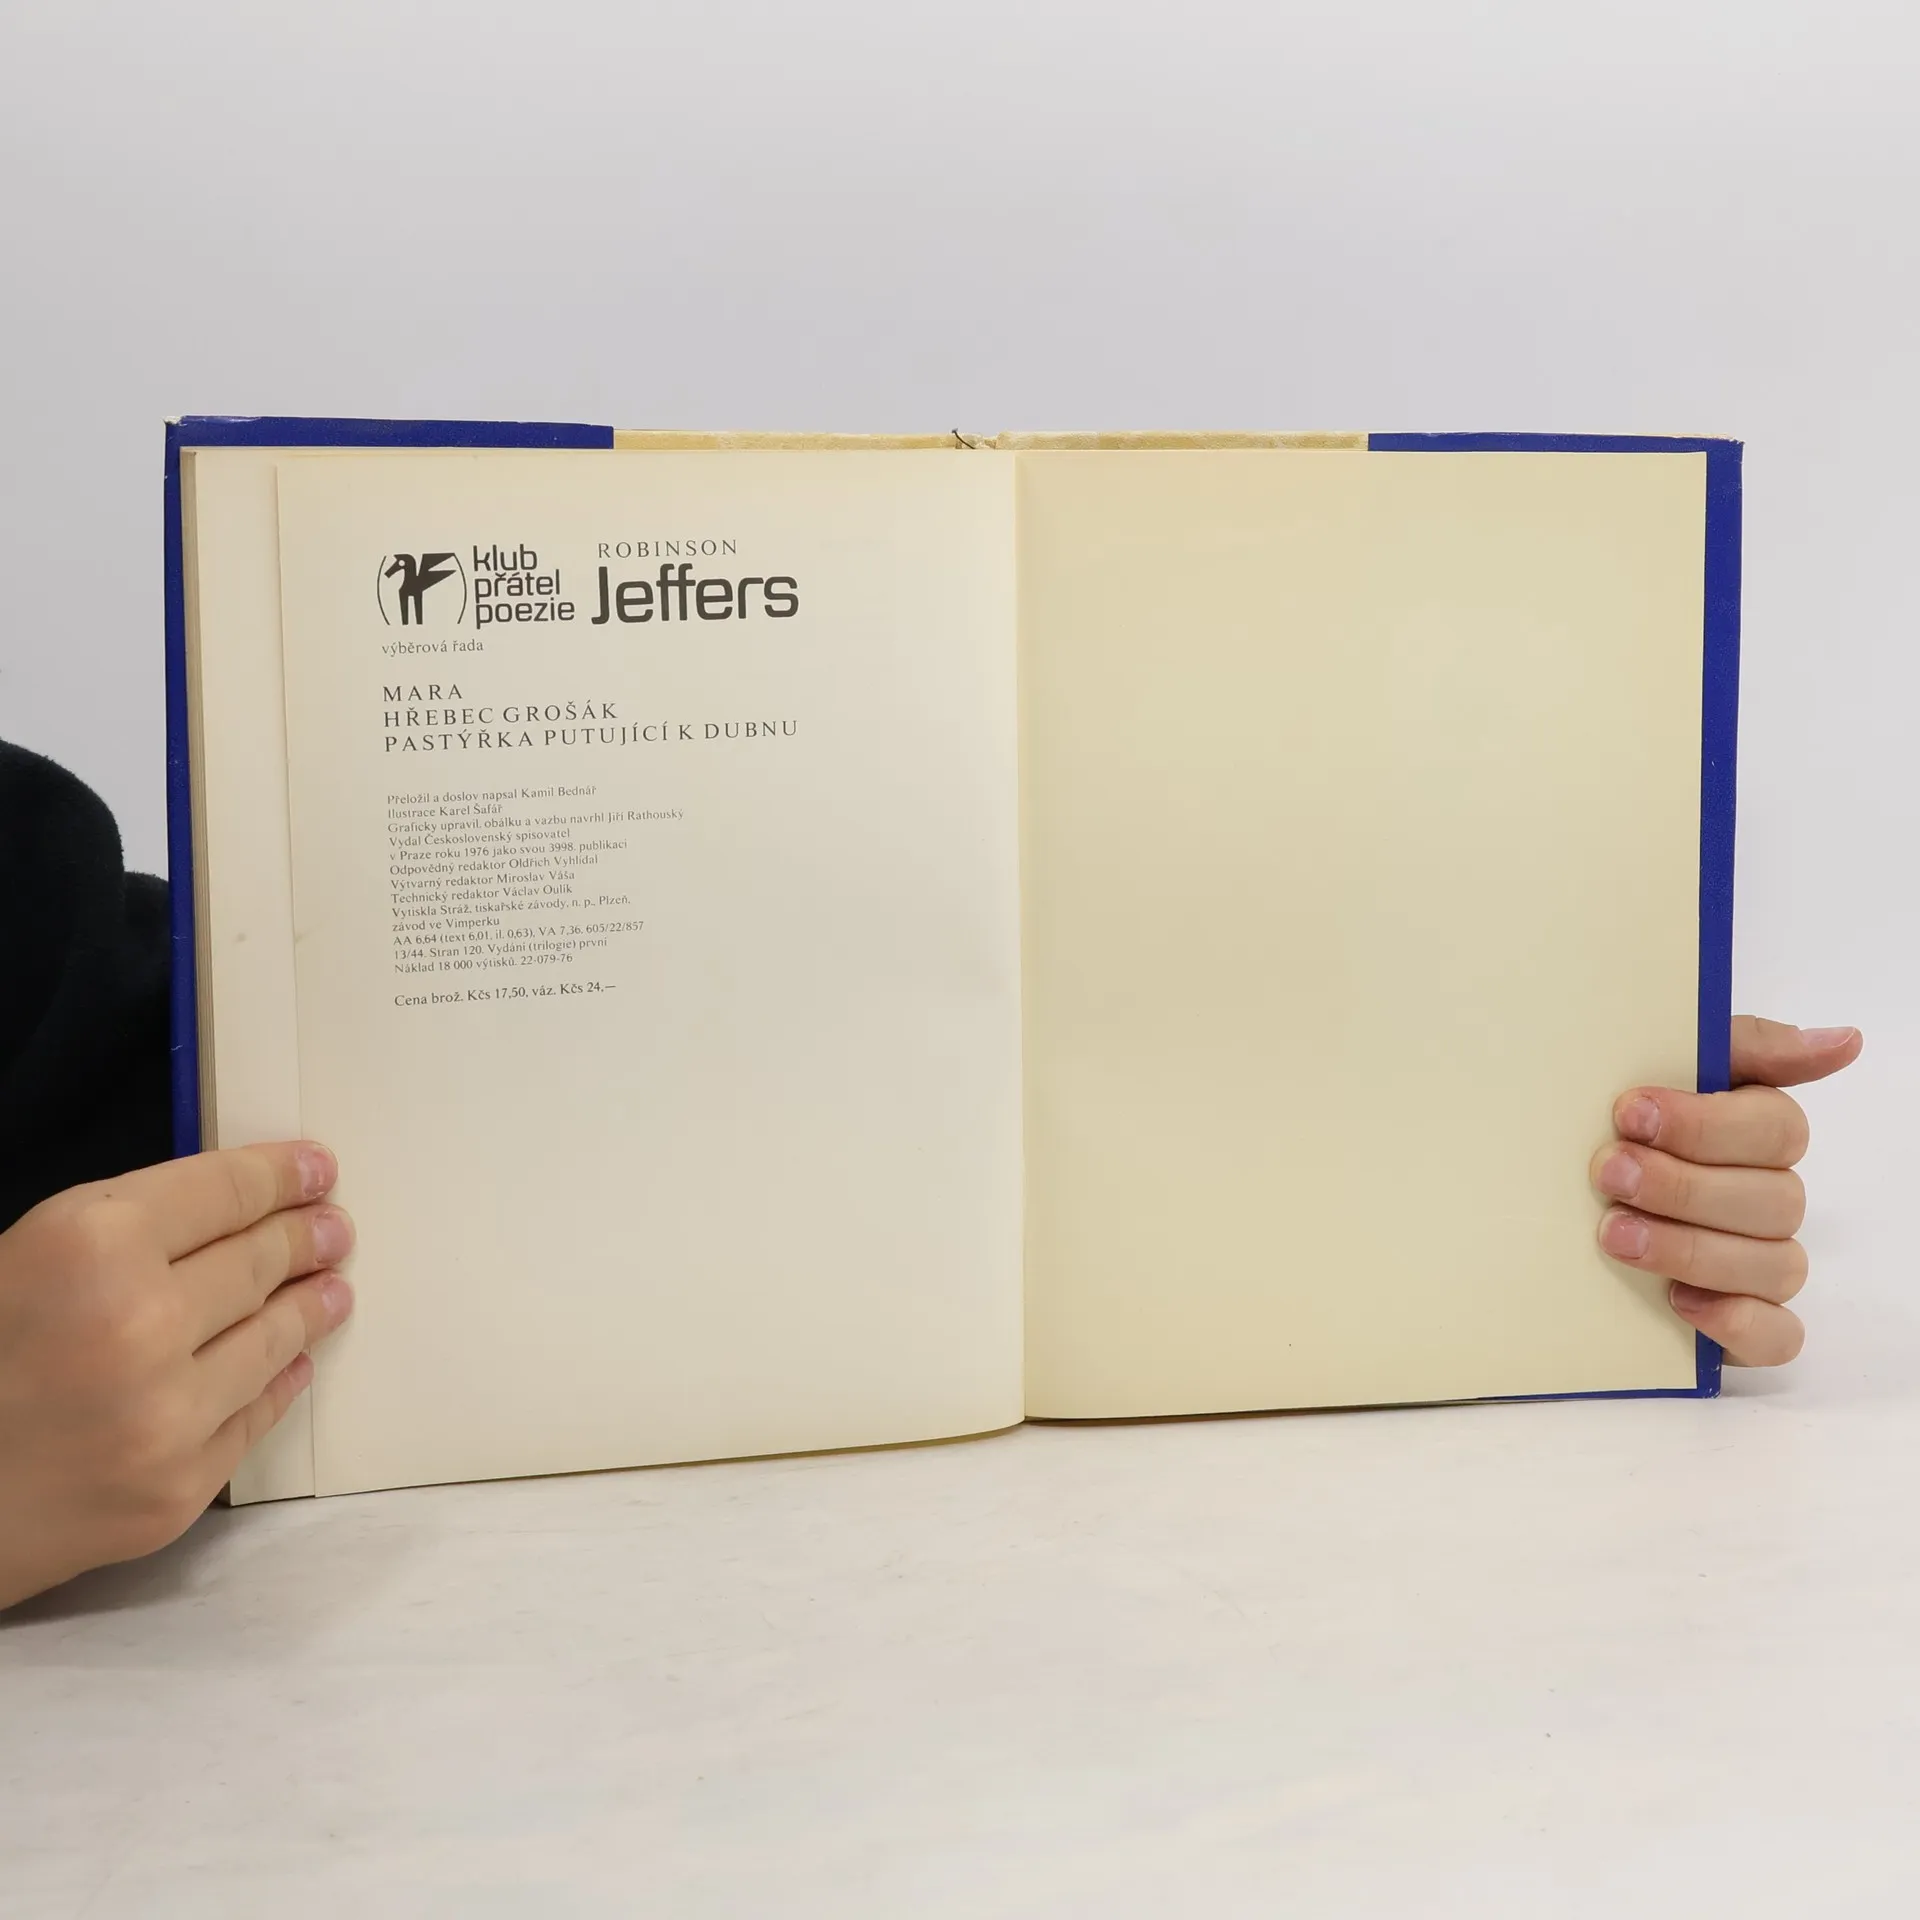 klub
přátel
poezie
výběrová řada
ROBINSON
Jeffers
MARA
HŘEBEC GROŠÁK
PASTÝŘKA PUTUJÍCÍ K DUBNU
Přeložil a doslov napsal Kamil Bednář
Ilustrace Karel Šafář
Graficky upravil, obálku a vazbu navrhl Jiří Rathouský
Vydal Československý spisovatel
v Praze roku 1976 jako svou 3998. publikaci
Odpovědný redaktor Oldřich Vyhlídal
Výtvarný redaktor Miroslav Váša
Technický redaktor Václav Oulík
Vytiskla Stráž, tiskařské závody, n. p., Plzeň,
závod ve Vimperku
AA 6,64 (text 6,01, il. 0,63), VA 7,36. 605/22/857
13/44. Stran 120. Vydání (trilogie) první
Náklad 18 000 výtisků. 22-079-76
Cena brož. Kčs 17,50, váz. Kčs 24,—